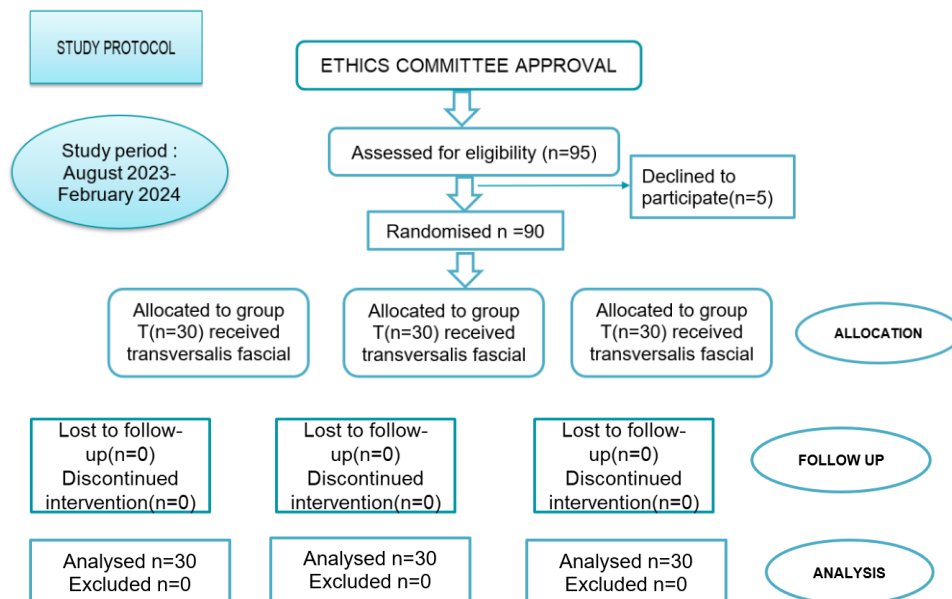 STUDY PROTOCOL
ETHICS COMMITTEE APPROVAL
Study period :
August 2023-
February 2024
Assessed for eligibility (n=95)
Declined to
participate(n=5)
Randomised n =90
Allocated to group
T(n=30) received
transversalis fascial
Allocated to group
T(n=30) received
transversalis fascial
Allocated to group
T(n=30) received
transversalis fascial
ALLOCATION
Lost to follow-
up(n=0)
Discontinued
intervention(n=0)
Lost to follow-
up(n=0)
Discontinued
intervention(n=0)
Lost to follow-
up(n=0)
Discontinued
intervention(n=0)
FOLLOW UP
Analysed n=30
Excluded n=0
Analysed n=30
Excluded n=0
Analysed n=30
Excluded n=0
ANALYSIS